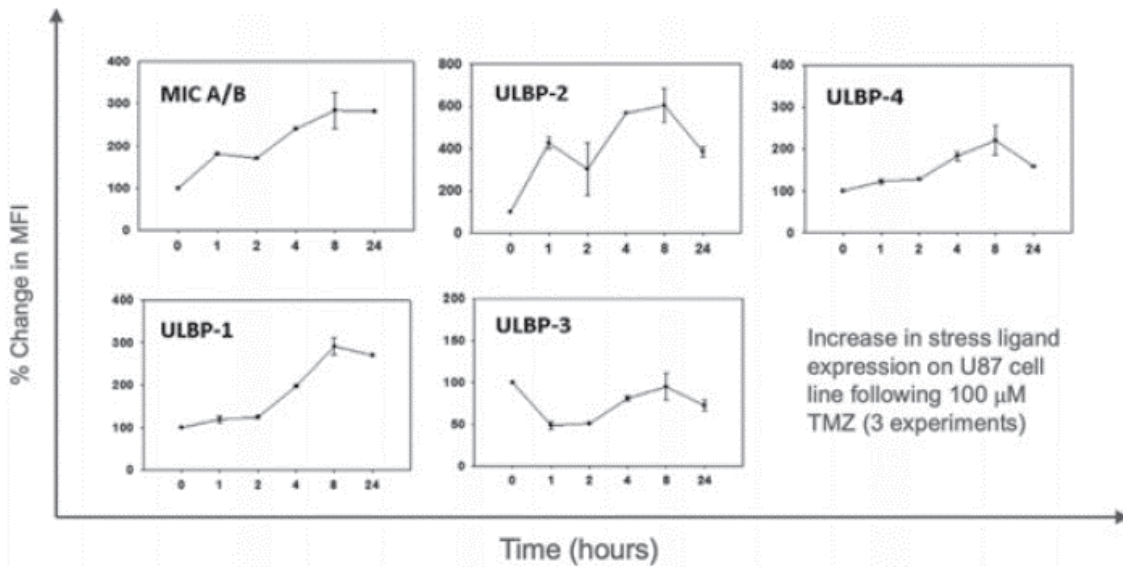 % Change in MFI
MIC A/B
400
300
200
100
0
0 1 2 4 8 24
ULBP-2
800
600
400
200
0
0 1 2 4 8 24
ULBP-4
400
300
200
100
0
0 1 2 4 8 24
ULBP-1
400
300
200
100
0
0 1 2 4 8 24
ULBP-3
200
150
100
50
0
0 1 2 4 8 24
Increase in stress ligand
expression on U87 cell
line following 100 µM
TMZ (3 experiments)
Time (hours)